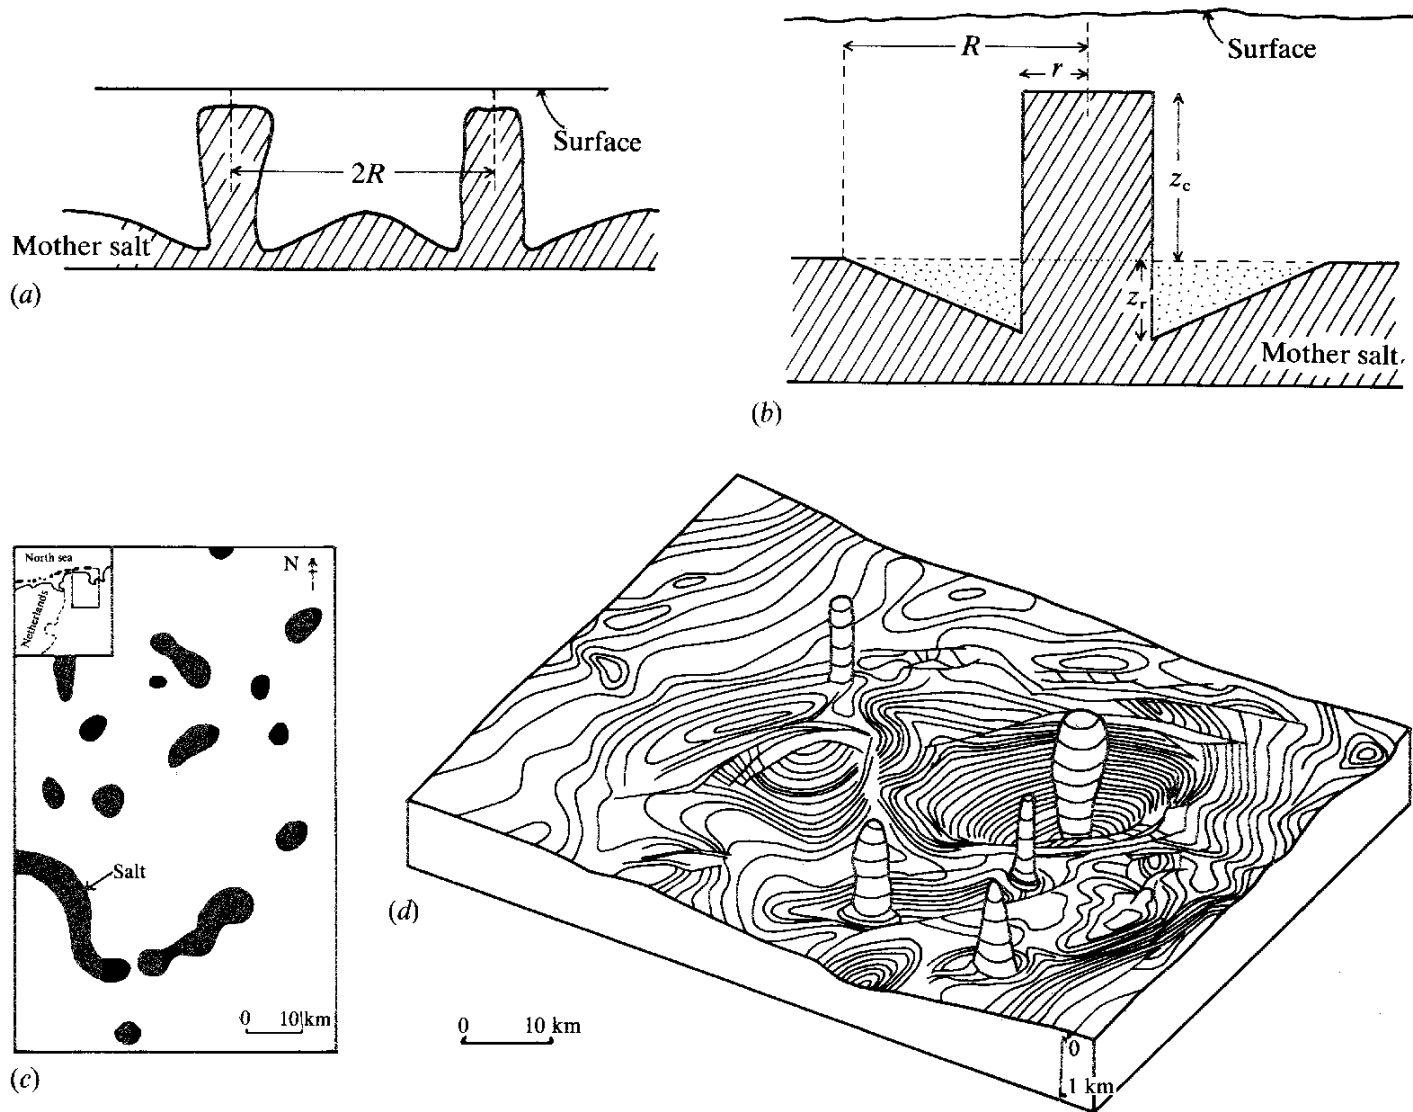 Surface
2R
Mother salt
(a)
Surface
R
r
z_c
z_r
Mother salt
(b)
North sea
Netherlands
N
Salt
0 10 km
(c)
(d)
0 10 km
0
1 km